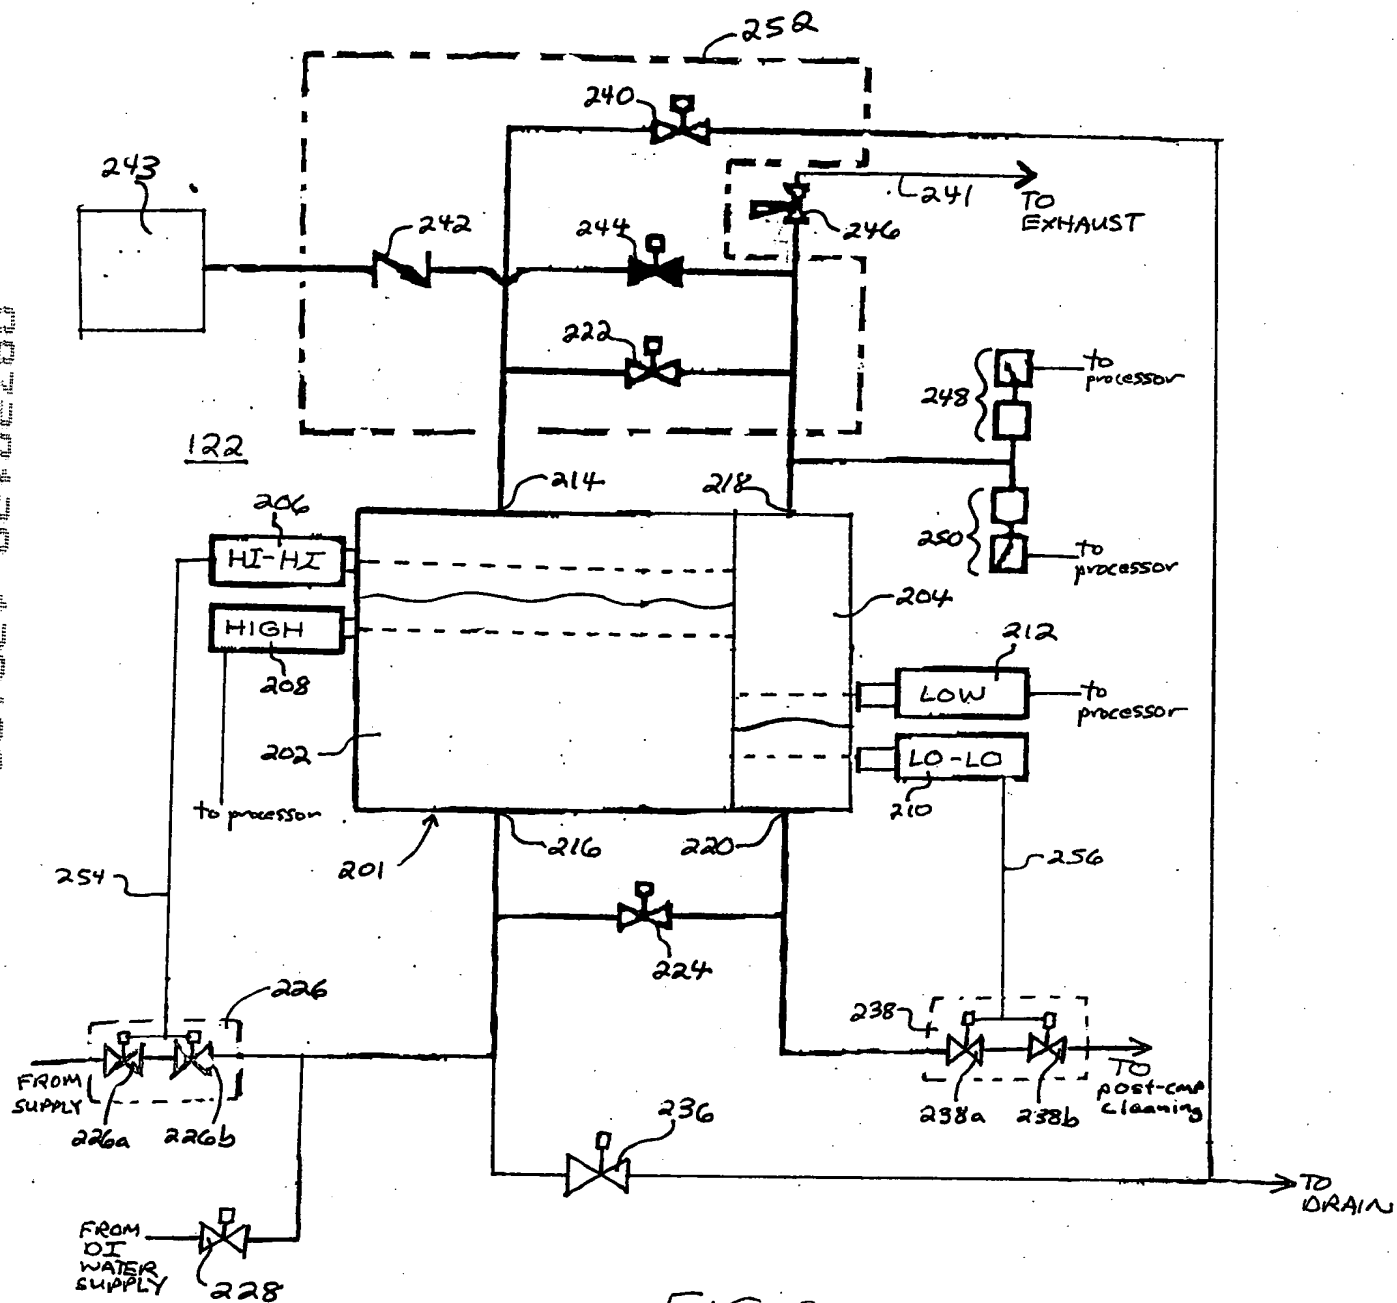 252
240
243
241
TO
EXHAUST
242
244
246
222
to
processor
248
122
214
218
206
HI-HI
250
to
processor
204
HIGH
208
212
LOW
to
processor
202
LO-LO
210
to processor
201
216
220
254
256
224
226
238
FROM
SUPPLY
226a
226b
TO
post-cmp
cleaning
238a
238b
236
TO
DRAIN
FROM
DI
WATER
SUPPLY
228